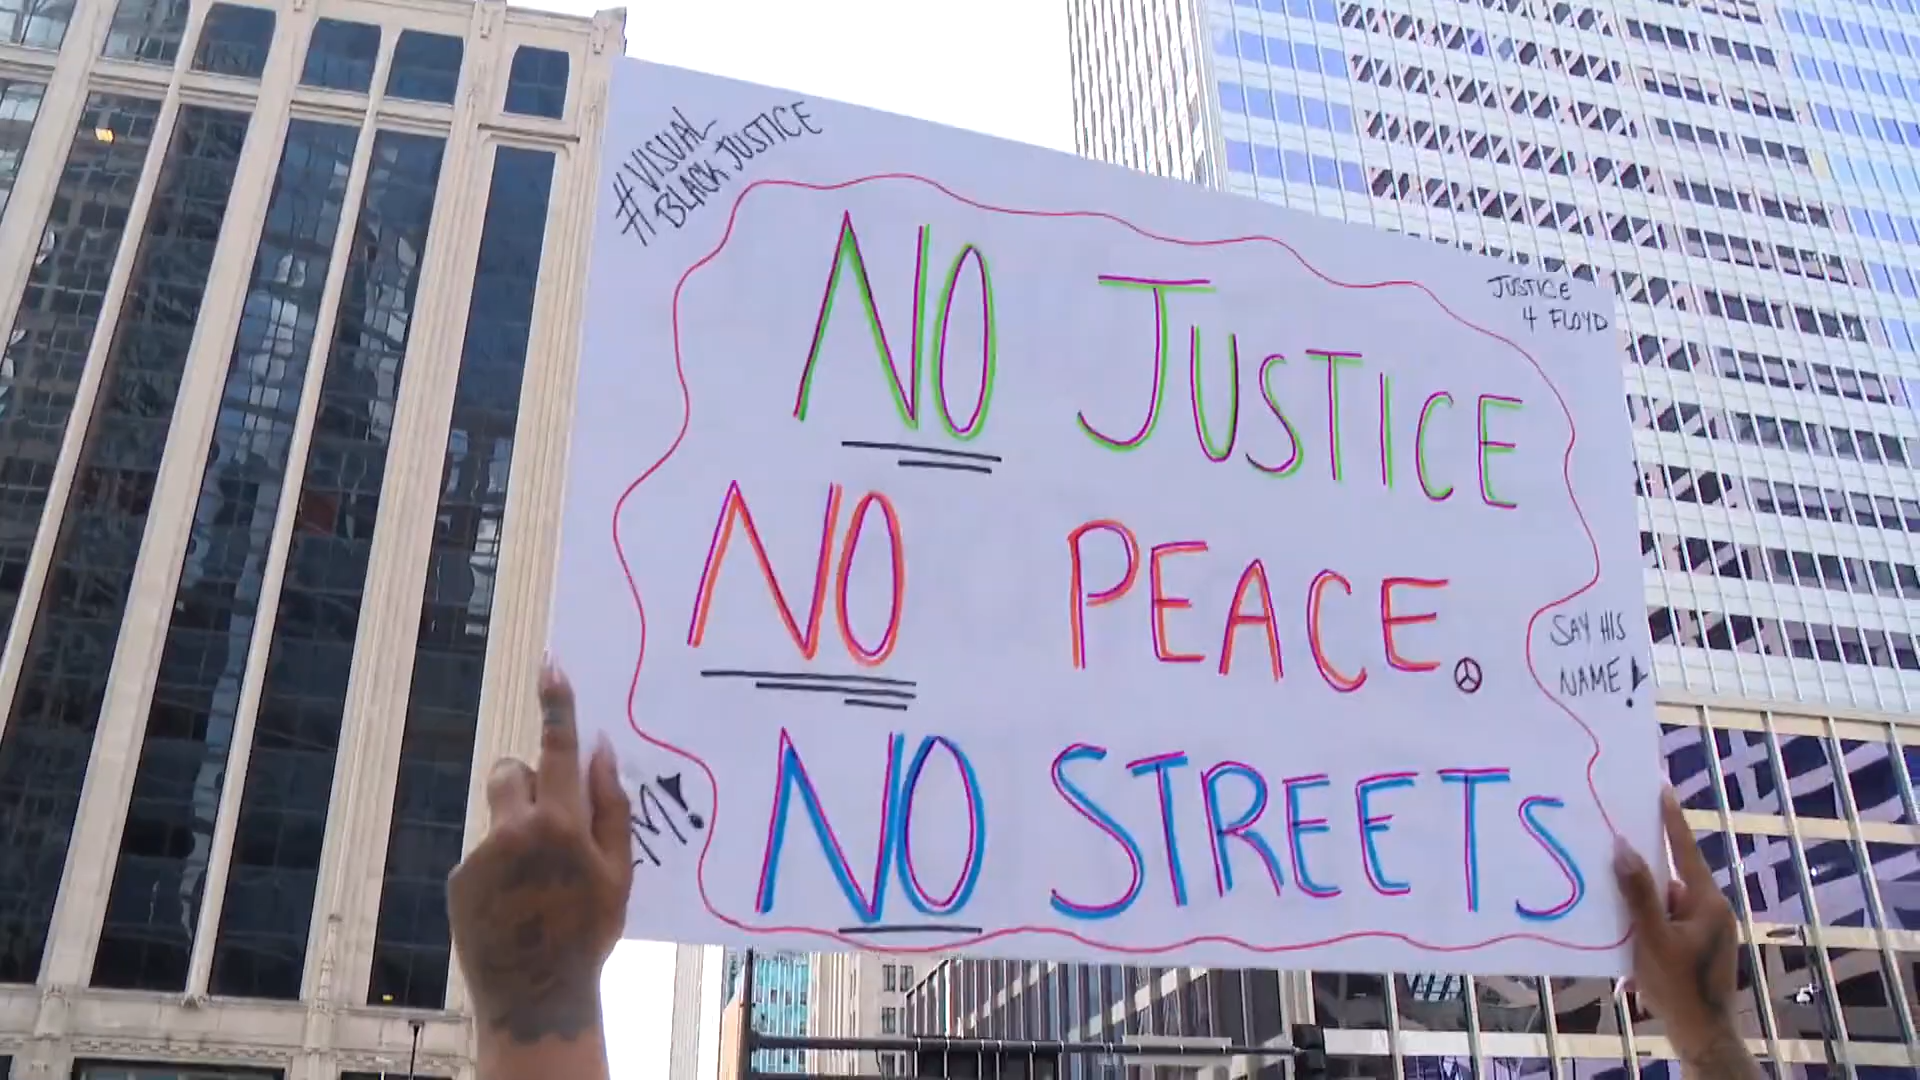 #VISUAL
BLACK JUSTICE
JUSTICE
4 FLOYD
NO JUSTICE
NO PEACE.
SAY HIS
NAME!
NO STREETS